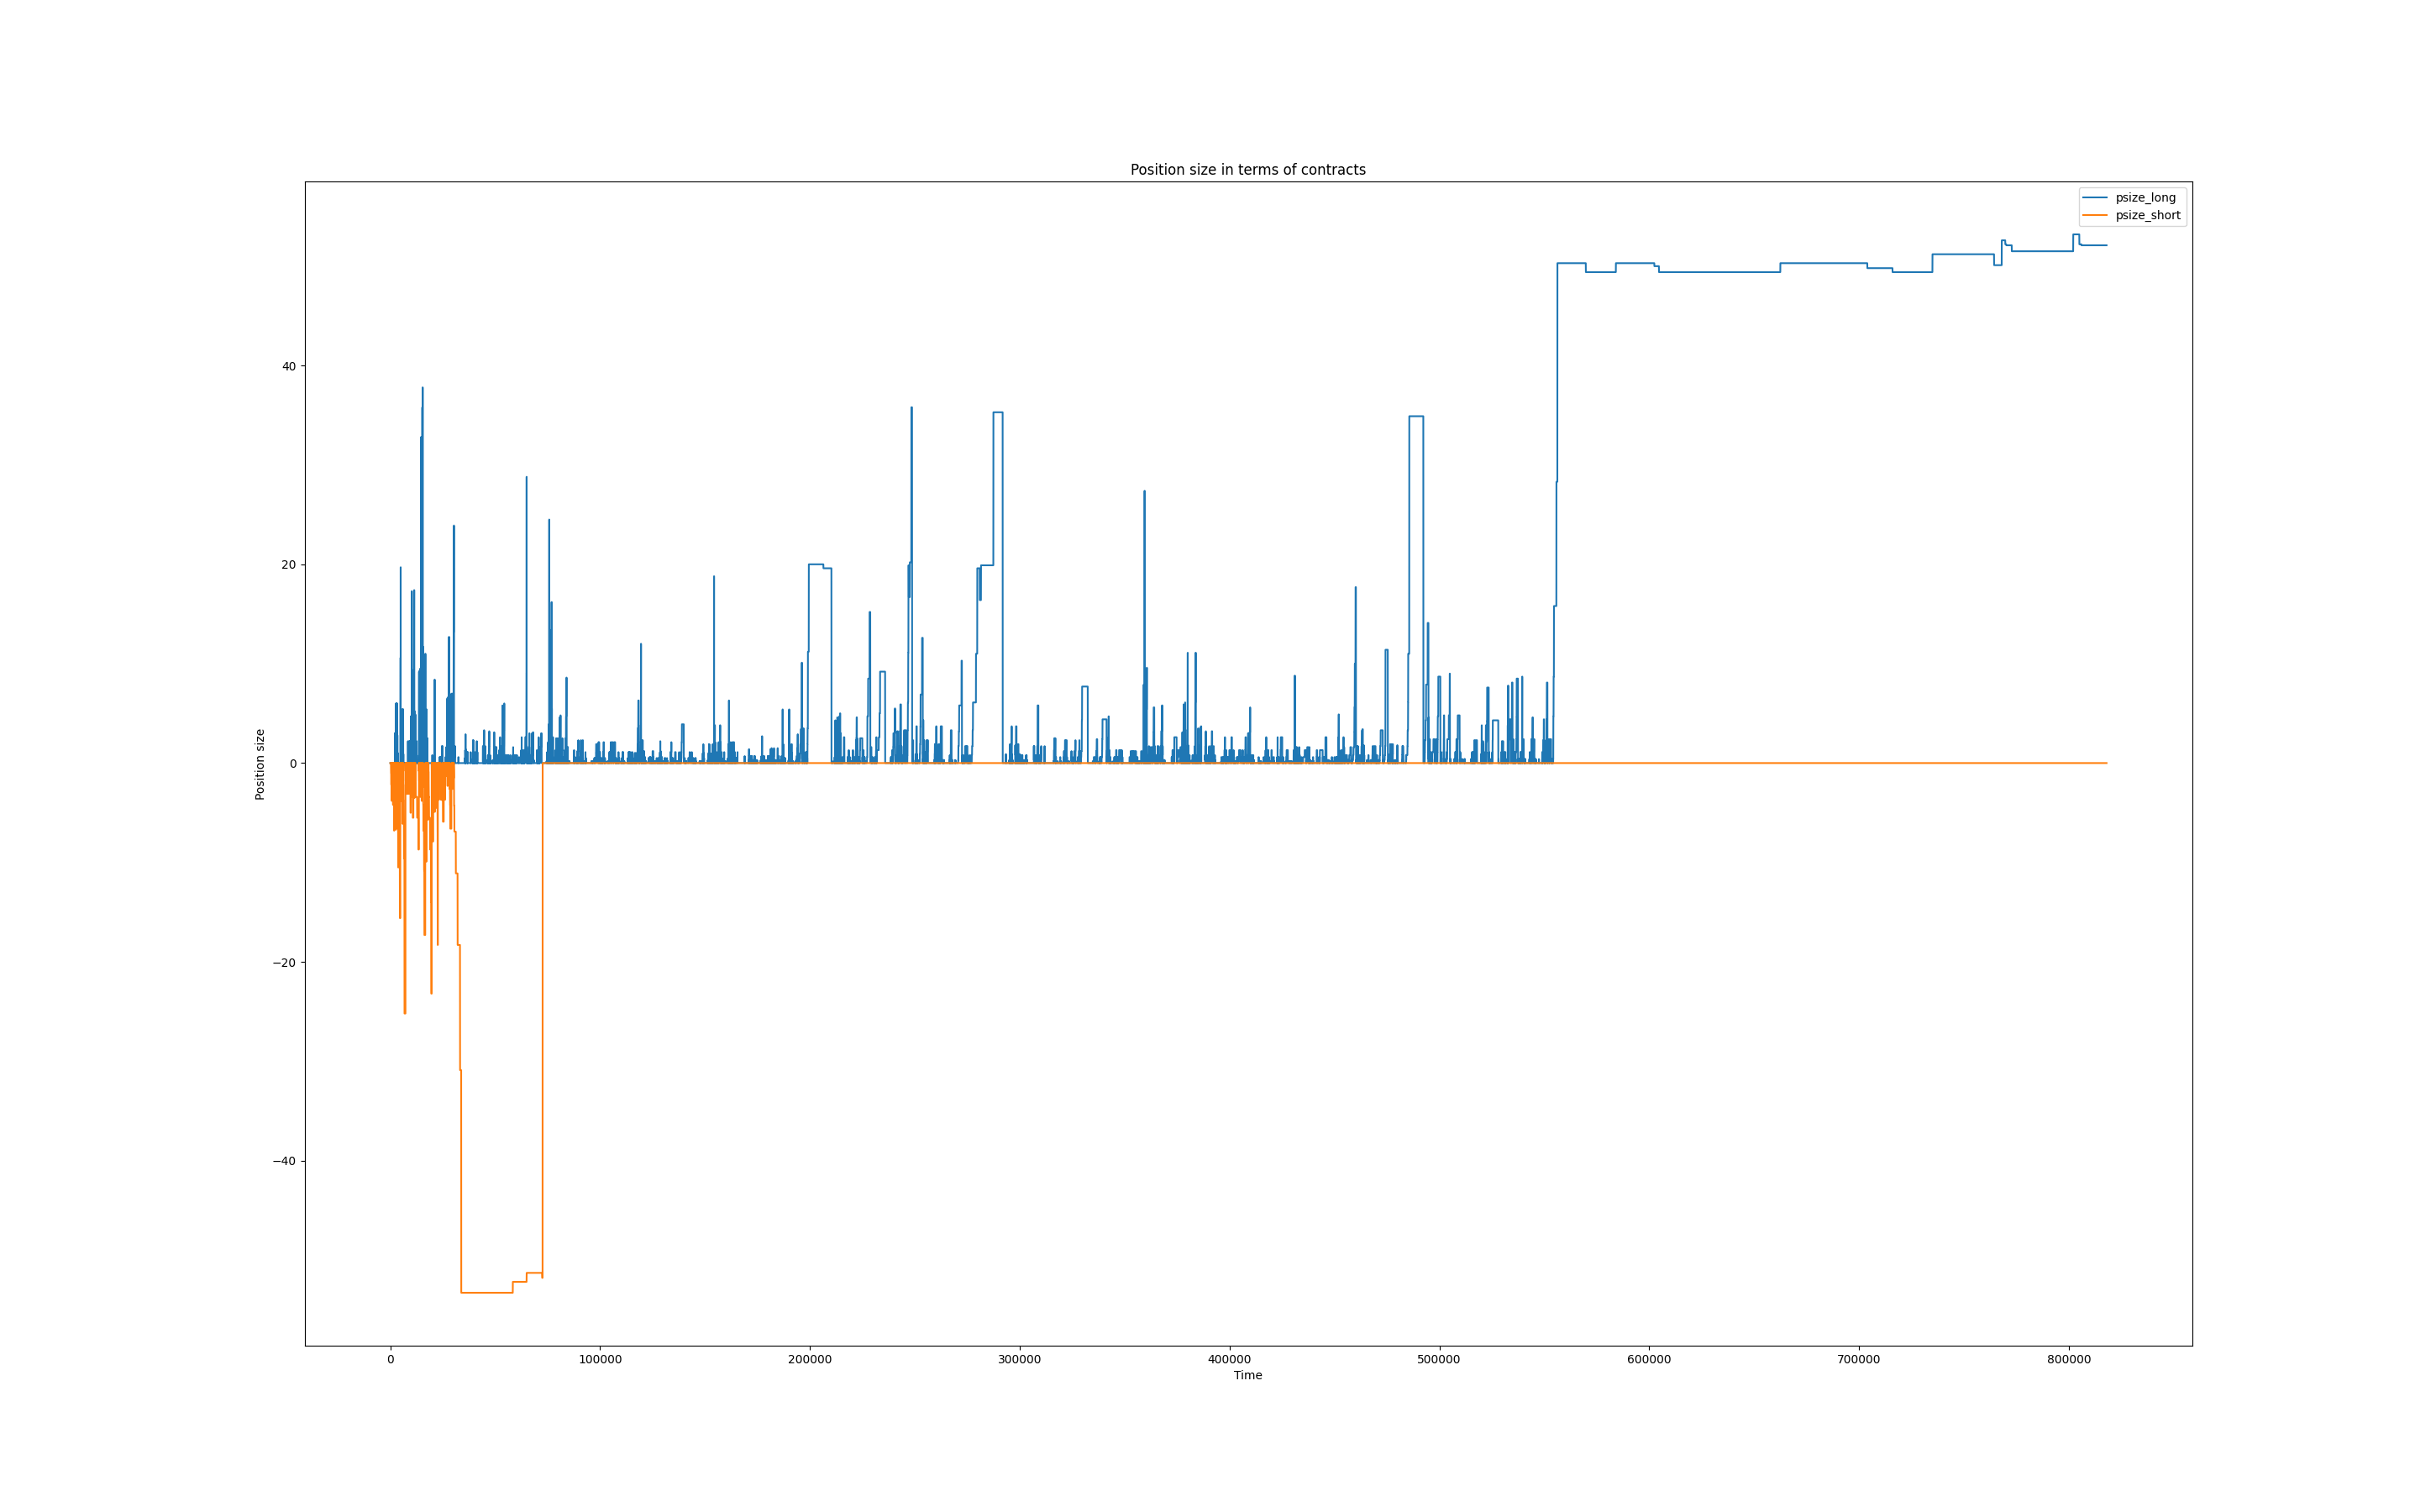 Position size in terms of contracts
psize_long
psize_short
Position size
40
20
0
−20
−40
0
100000
200000
300000
400000
500000
600000
700000
800000
Time